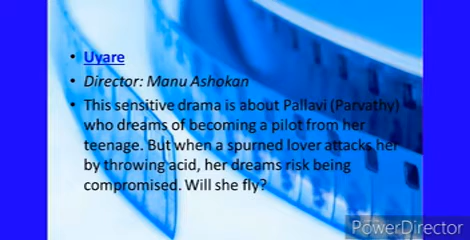 Uyare
Director: Manu Ashokan
This sensitive drama is about Pallavi (Parvathy)
who dreams of becoming a pilot from her
teenage. But when a spurned lover attacks her
by throwing acid, her dreams risk being
compromised. Will she fly?
PowerDirector